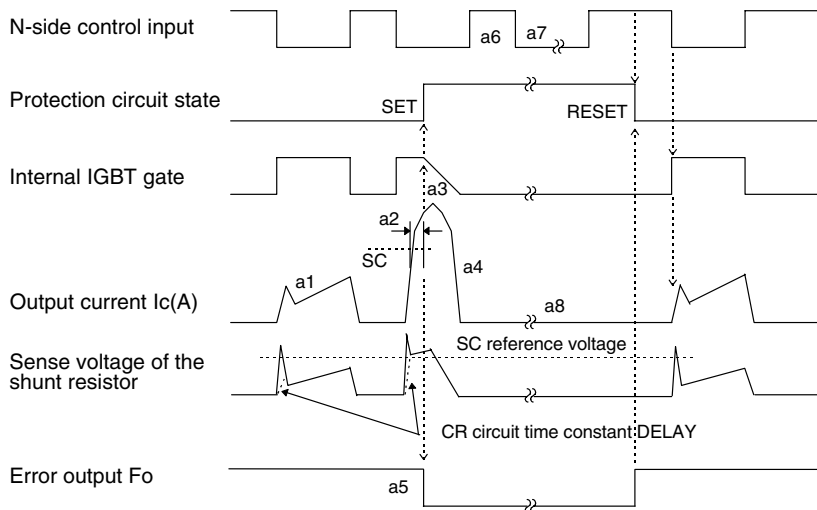 N-side control input
a6
a7
Protection circuit state
SET
RESET
Internal IGBT gate
a3
a2
SC
a4
a1
Output current Ic(A)
a8
SC reference voltage
Sense voltage of the
shunt resistor
CR circuit time constant DELAY
Error output Fo
a5